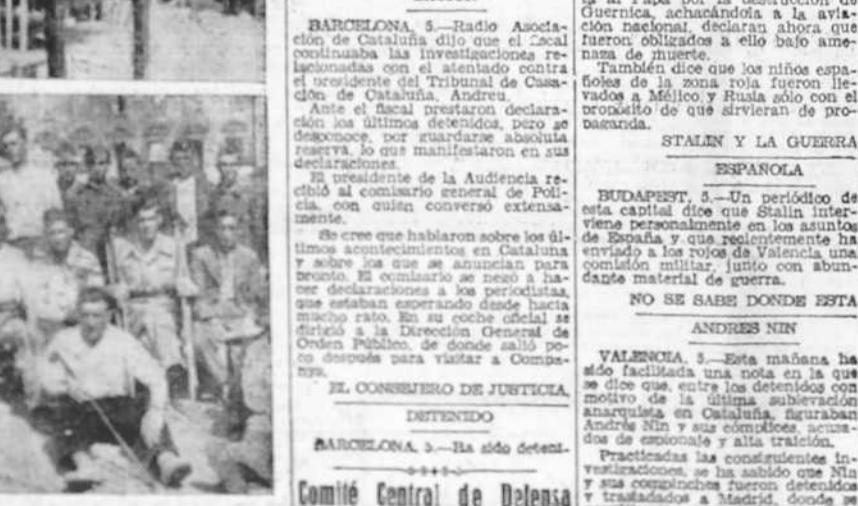 BARCELONA, 5.—Radio Asocia-
ción de Cataluña dijo que el fiscal
continuaba las investigaciones re-
lacionadas con el atentado contra
el presidente del Tribunal de Casa-
ción de Cataluña, Andreu.
Ante el fiscal prestaron declara-
ción los últimos detenidos, pero se
desconoce, por guardarse absoluta
reserva, lo que manifestaron en sus
declaraciones.
El presidente de la Audiencia re-
cibió al comisario general de Poli-
cía, con quien conversó extensa-
mente.
Se cree que hablaron sobre los úl-
timos acontecimientos en Cataluña
y sobre los que se anuncian para
pronto. El comisario se negó a ha-
cer declaraciones a los periodistas,
que estaban esperando desde hacía
mucho rato. En su coche oficial se
dirigió a la Dirección General de
Orden Público, de donde salió po-
co después para visitar a Compa-
nys.
EL CONSEJERO DE JUSTICIA,
DETENIDO
BARCELONA, 5.—Ha sido deteni-
Comité Central de Defensa
al Papa por la destrucción de
Guernica, achacándola a la avia-
ción nacional, declaran ahora que
fueron obligados a ello bajo ame-
naza de muerte.
También dice que los niños espa-
ñoles de la zona roja fueron lle-
vados a Méjico y Rusia sólo con el
propósito de que sirvieran de pro-
paganda.
STALIN Y LA GUERRA
ESPAÑOLA
BUDAPEST, 5.—Un periódico de
esta capital dice que Stalin inter-
viene personalmente en los asuntos
de España y que recientemente ha
enviado a los rojos de Valencia una
comisión militar, junto con abun-
dante material de guerra.
NO SE SABE DONDE ESTA
ANDRES NIN
VALENCIA, 5.—Esta mañana ha
sido facilitada una nota en la que
se dice que, entre los detenidos con
motivo de la última sublevación
anarquista en Cataluña, figuraban
Andrés Nin y sus cómplices, acusa-
dos de espionaje y alta traición.
Practicadas las consiguientes in-
vestigaciones, se ha sabido que Nin
y sus compinches fueron detenidos
y trasladados a Madrid, donde se